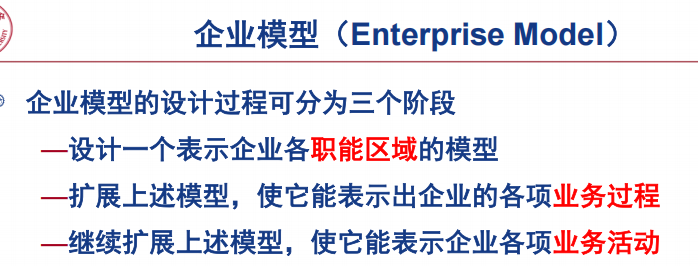 企业模型（Enterprise Model）
企业模型的设计过程可分为三个阶段
—设计一个表示企业各职能区域的模型
—扩展上述模型，使它能表示出企业的各项业务过程
—继续扩展上述模型，使它能表示企业各项业务活动